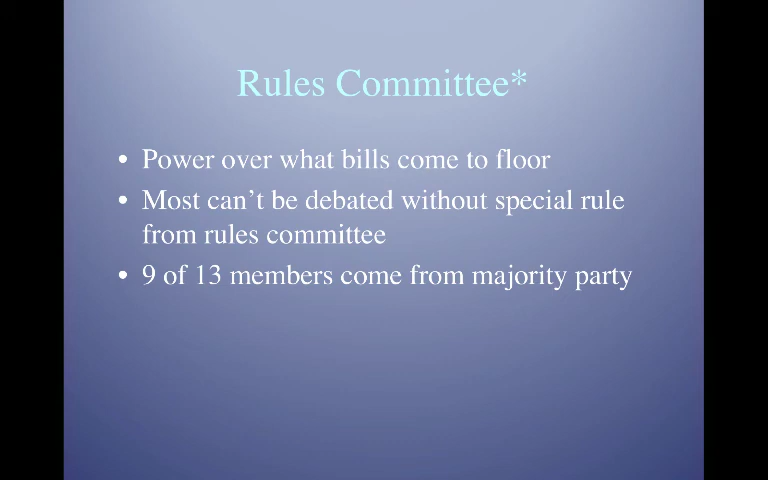 Rules Committee*
• Power over what bills come to floor
• Most can't be debated without special rule
from rules committee
• 9 of 13 members come from majority party